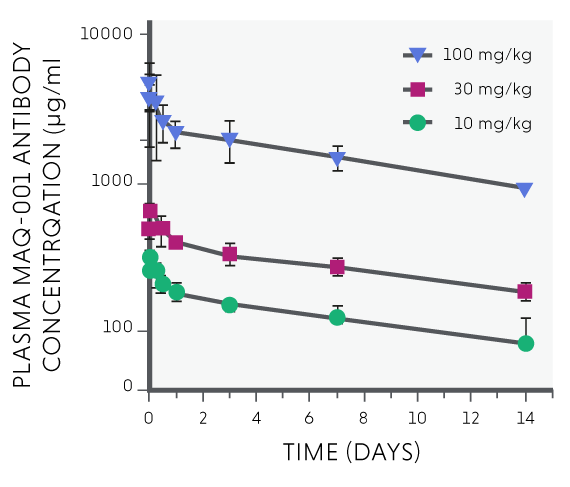 PLASMA MAQ-001 ANTIBODY
CONCENTRQATION (µg/ml
10000
1000
100
0
100 mg/kg
30 mg/kg
10 mg/kg
0 2 4 6 8 10 12 14
TIME (DAYS)